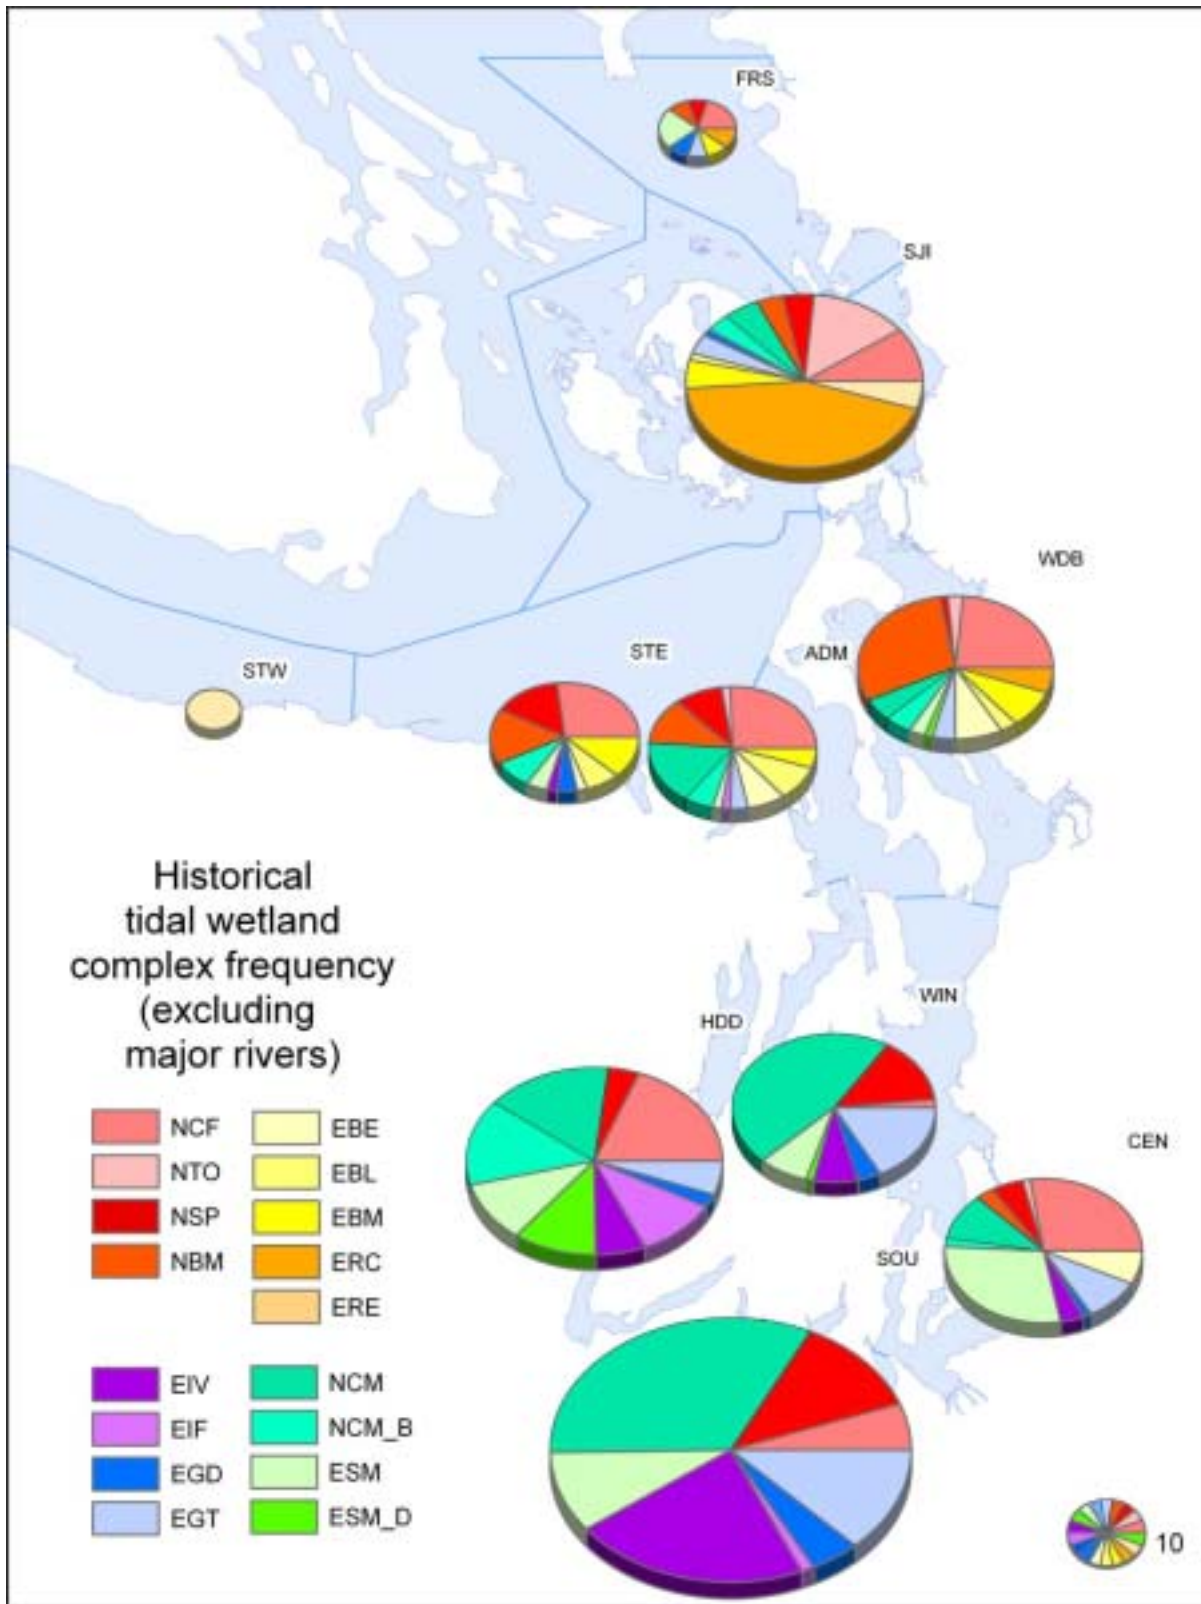 FRS
SJI
WDB
STE
ADM
STW
Historical
tidal wetland
complex frequency
(excluding
major rivers)
WIN
HDD
CEN
SOU
NCF EBE
NTO EBL
NSP EBM
NBM ERC
ERE
EIV NCM
EIF NCM_B
EGD ESM
EGT ESM_D
10